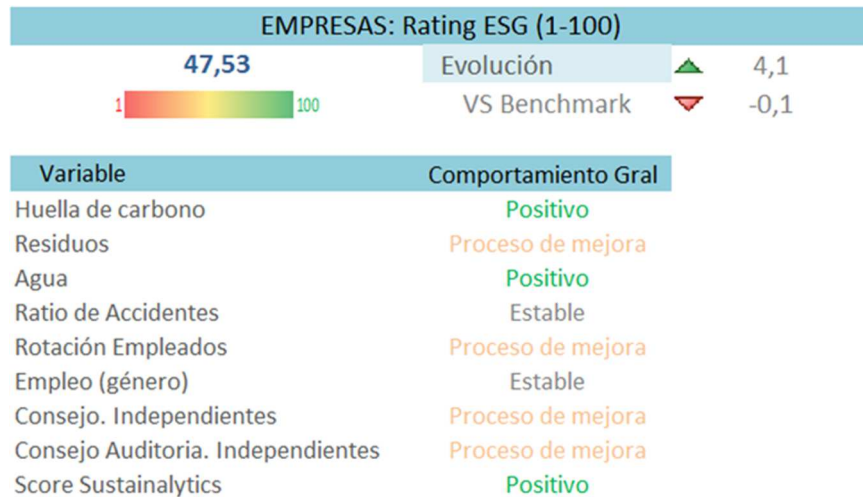 EMPRESAS: Rating ESG (1-100)
47,53 Evolución 4,1
1 100 VS Benchmark -0,1
Variable Comportamiento Gral
Huella de carbono Positivo
Residuos Proceso de mejora
Agua Positivo
Ratio de Accidentes Estable
Rotación Empleados Proceso de mejora
Empleo (género) Estable
Consejo. Independientes Proceso de mejora
Consejo Auditoria. Independientes Proceso de mejora
Score Sustainalytics Positivo